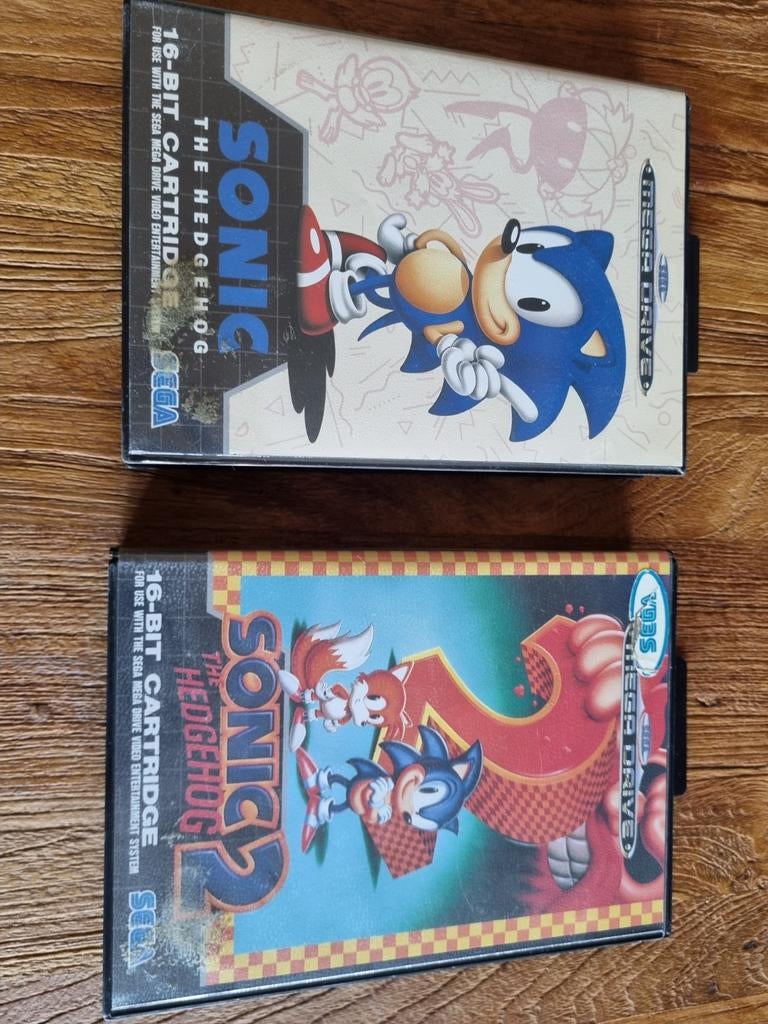 MEGA DRIVE
SEGA
SONIC
THE HEDGEHOG
16-BIT CARTRIDGE
FOR USE WITH THE SEGA MEGA DRIVE VIDEO ENTERTAINMENT
SEGA
SEGA
MEGA DRIVE
SONIC 2
THE
HEDGEHOG
16-BIT CARTRIDGE
FOR USE WITH THE SEGA MEGA DRIVE VIDEO ENTERTAINMENT SYSTEM
SEGA